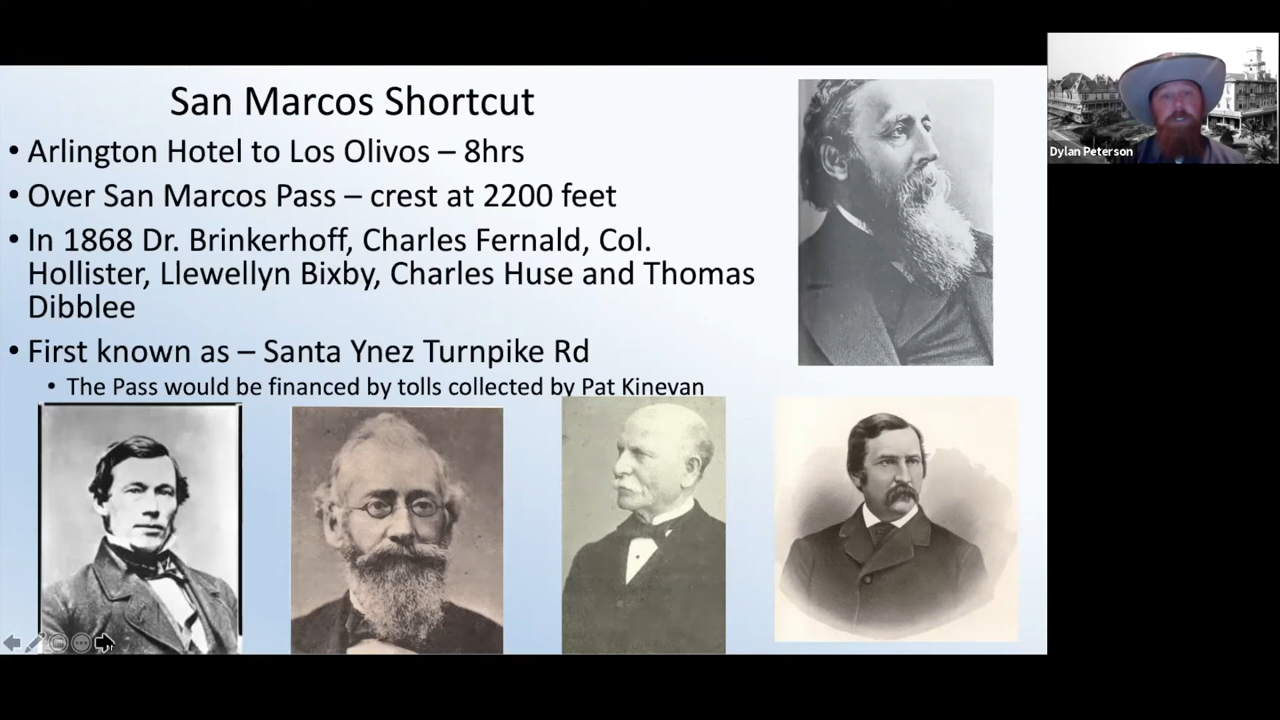 San Marcos Shortcut
• Arlington Hotel to Los Olivos – 8hrs
• Over San Marcos Pass – crest at 2200 feet
• In 1868 Dr. Brinkerhoff, Charles Fernald, Col.
Hollister, Llewellyn Bixby, Charles Huse and Thomas
Dibblee
• First known as – Santa Ynez Turnpike Rd
• The Pass would be financed by tolls collected by Pat Kinevan
Dylan Peterson